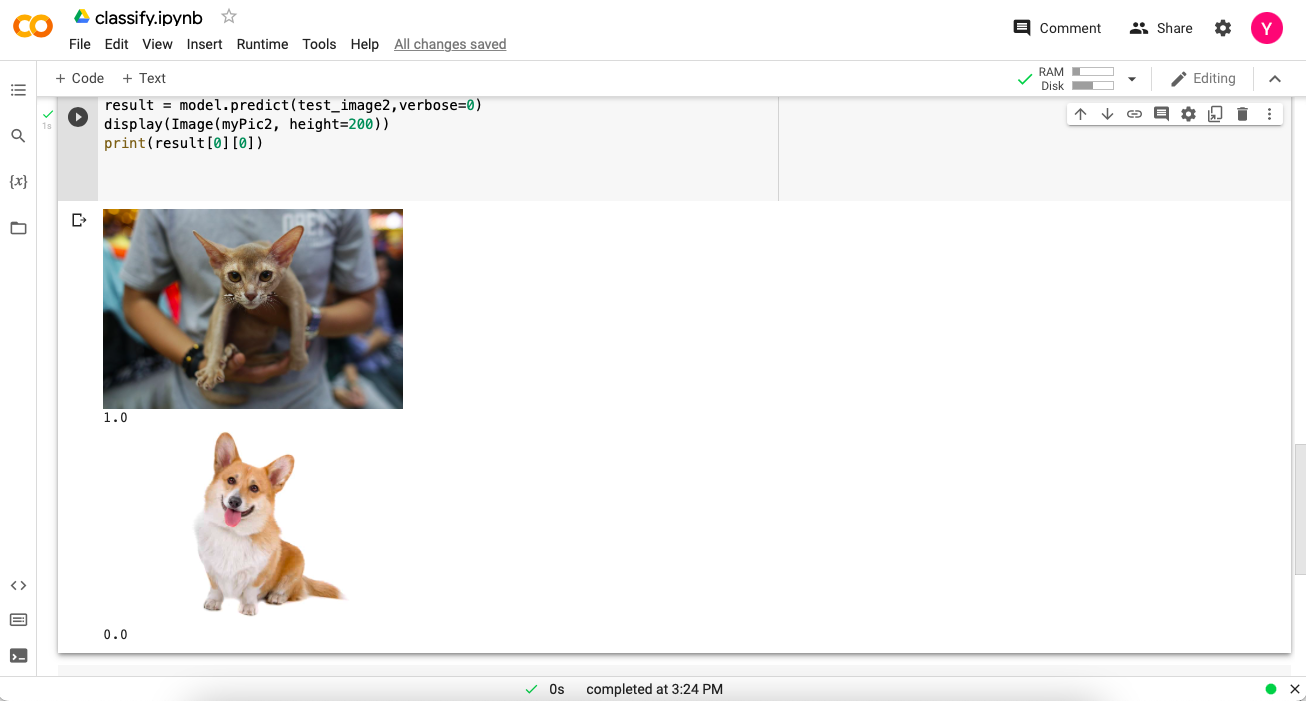 classify.ipynb
File Edit View Insert Runtime Tools Help All changes saved
Comment Share Y
+ Code + Text
RAM
Disk
Editing
{x}
1s
result = model.predict(test_image2,verbose=0)
display(Image(myPic2, height=200))
print(result[0][0])
1.0
0.0
0s completed at 3:24 PM